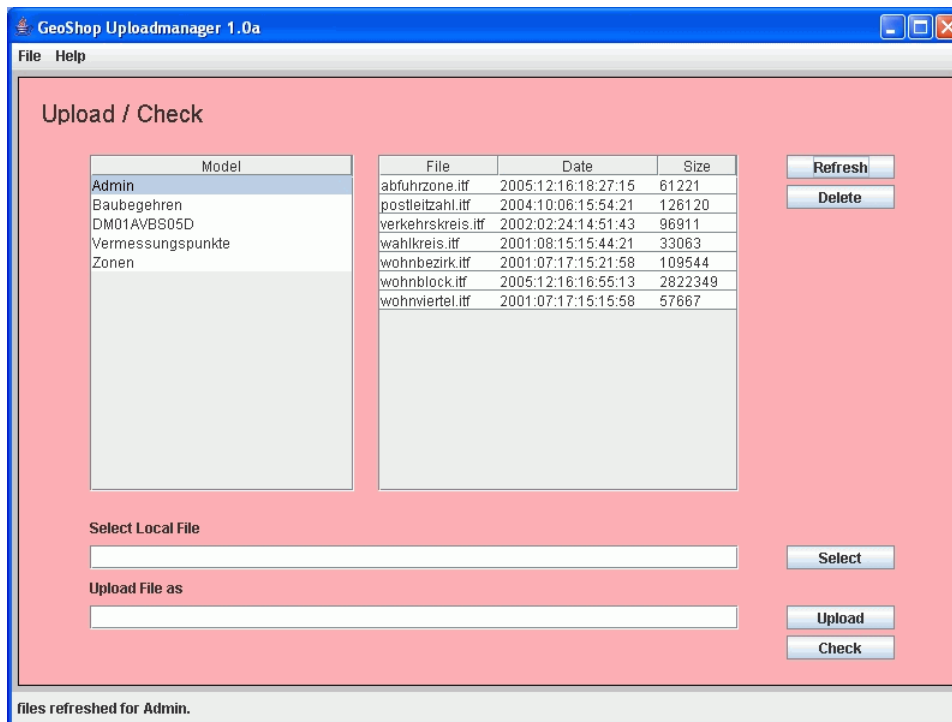 GeoShop Uploadmanager 1.0a
File Help
Upload / Check
Model
Admin
Baubegehren
DM01AVBS05D
Vermessungspunkte
Zonen
File Date Size
abfuhrzone.itf 2005:12:16:18:27:15 61221
postleitzahl.itf 2004:10:06:15:54:21 126120
verkehrskreis.itf 2002:02:24:14:51:43 96911
wahlkreis.itf 2001:08:15:15:44:21 33063
wohnbezirk.itf 2001:07:17:15:21:58 109544
wohnblock.itf 2005:12:16:16:55:13 2822349
wohnviertel.itf 2001:07:17:15:15:58 57667
Refresh
Delete
Select Local File
Select
Upload File as
Upload
Check
files refreshed for Admin.